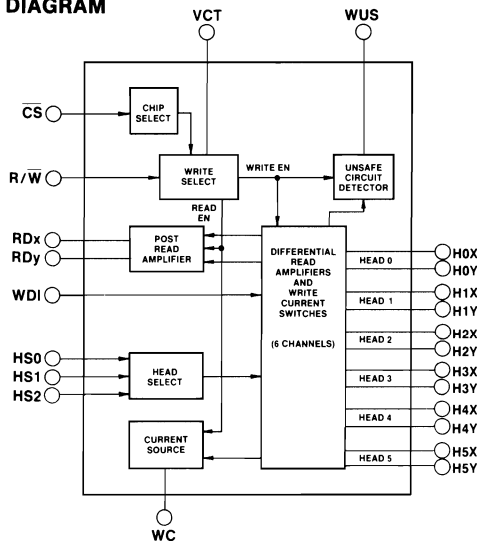 DIAGRAM
VCT
WUS
CS
CHIP
SELECT
R/W
WRITE
SELECT
WRITE EN
UNSAFE
CIRCUIT
DETECTOR
READ
EN
RDx
RDy
POST
READ
AMPLIFIER
DIFFERENTIAL
READ
AMPLIFIERS
AND
WRITE
CURRENT
SWITCHES
(6 CHANNELS)
WDI
HS0
HS1
HS2
HEAD
SELECT
CURRENT
SOURCE
WC
HEAD 0
H0X
H0Y
HEAD 1
H1X
H1Y
HEAD 2
H2X
H2Y
HEAD 3
H3X
H3Y
HEAD 4
H4X
H4Y
HEAD 5
H5X
H5Y